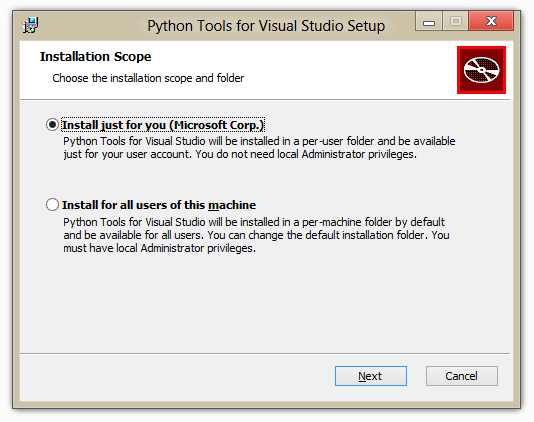 Python Tools for Visual Studio Setup
Installation Scope
Choose the installation scope and folder
Install just for you (Microsoft Corp.)
Python Tools for Visual Studio will be installed in a per-user folder and be available
just for your user account. You do not need local Administrator privileges.
Install for all users of this machine
Python Tools for Visual Studio will be installed in a per-machine folder by default
and be available for all users. You can change the default installation folder. You
must have local Administrator privileges.
Next
Cancel